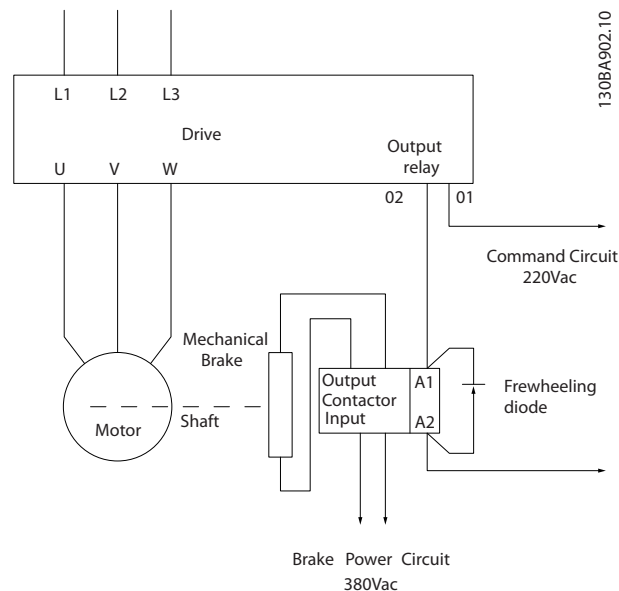 130BA902.10
L1 L2 L3
Drive
U V W
Output
relay
02 01
Command Circuit
220Vac
Mechanical
Brake
Output
Contactor
Input
A1
A2
Frewheeling
diode
Shaft
Motor
Brake Power Circuit
380Vac